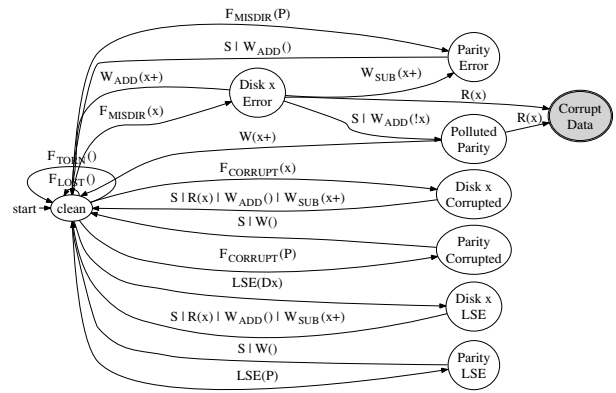 F_MISDIR(P)
S | W_ADD()
Parity
Error
W_ADD(x+)
W_SUB(x+)
Disk x
Error
R(x)
Corrupt
Data
F_MISDIR(x)
S | W_ADD(!x)
R(x)
Polluted
Parity
W(x+)
F_TORN()
F_LOST()
F_CORRUPT(x)
Disk x
Corrupted
S | R(x) | W_ADD() | W_SUB(x+)
start
clean
S | W()
Parity
Corrupted
F_CORRUPT(P)
LSE(Dx)
Disk x
LSE
S | R(x) | W_ADD() | W_SUB(x+)
S | W()
Parity
LSE
LSE(P)